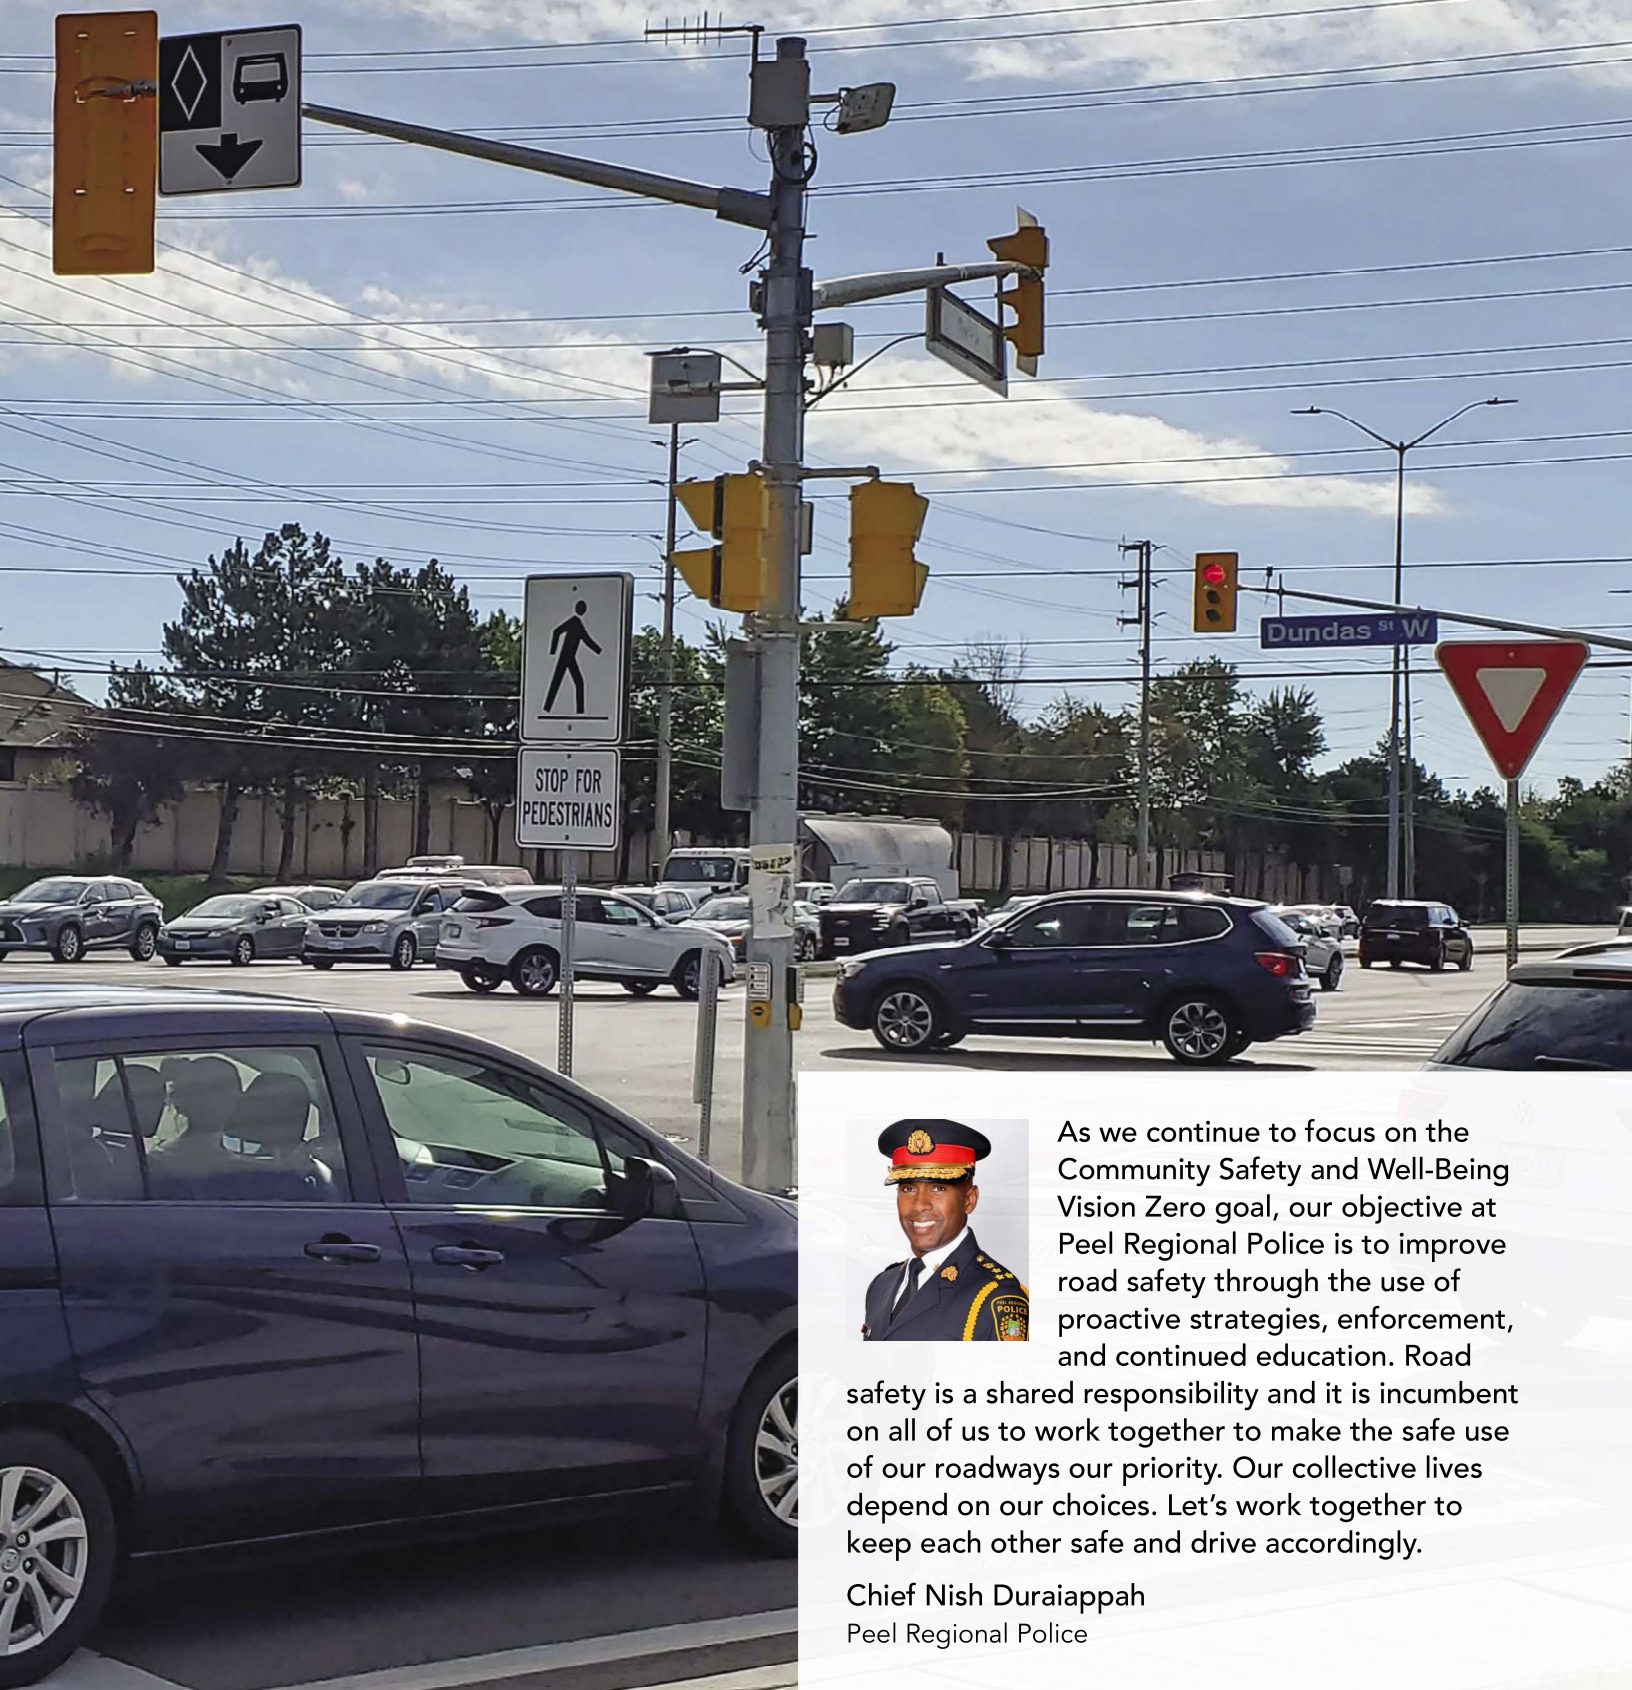 Dundas St W
STOP FOR
PEDESTRIANS
As we continue to focus on the
Community Safety and Well-Being
Vision Zero goal, our objective at
Peel Regional Police is to improve
road safety through the use of
proactive strategies, enforcement,
and continued education. Road
POLICE
safety is a shared responsibility and it is incumbent
on all of us to work together to make the safe use
of our roadways our priority. Our collective lives
depend on our choices. Let’s work together to
keep each other safe and drive accordingly.
Chief Nish Duraiappah
Peel Regional Police